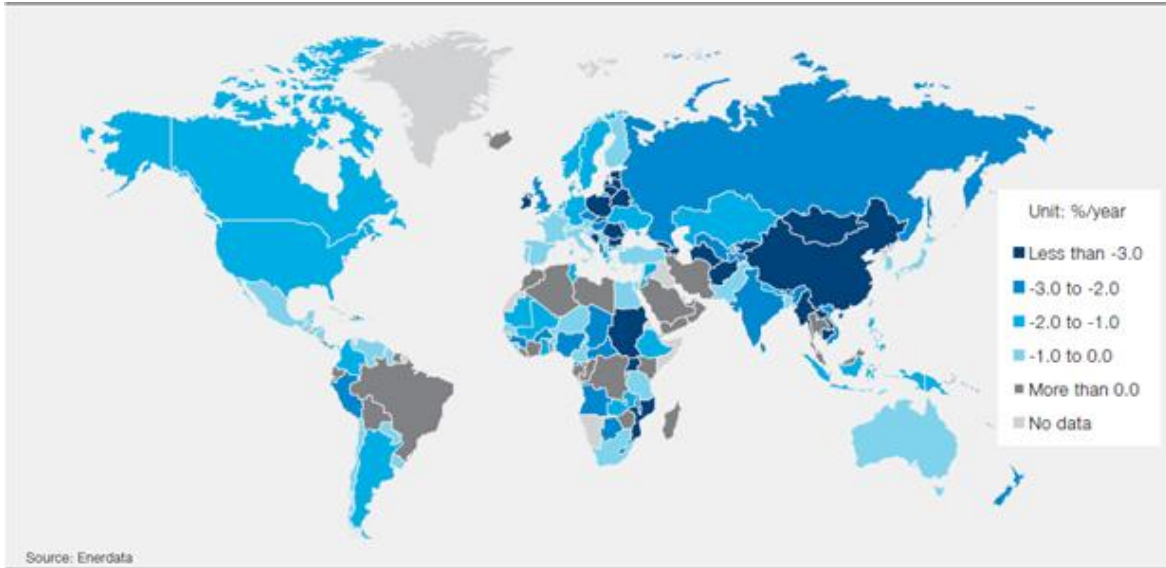 Unit: %/year
Less than -3.0
-3.0 to -2.0
-2.0 to -1.0
-1.0 to 0.0
More than 0.0
No data
Source: Enerdata